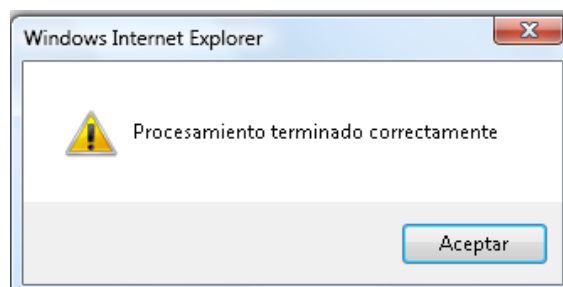 Windows Internet Explorer
Procesamiento terminado correctamente
Aceptar